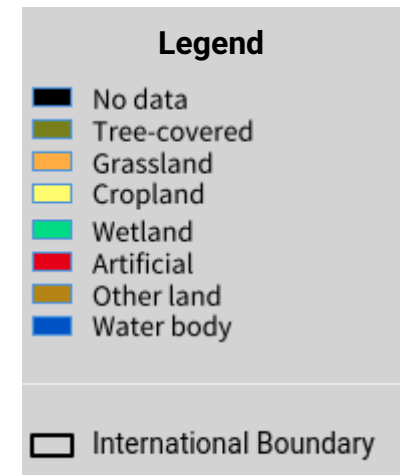 Legend
No data
Tree-covered
Grassland
Cropland
Wetland
Artificial
Other land
Water body
International Boundary